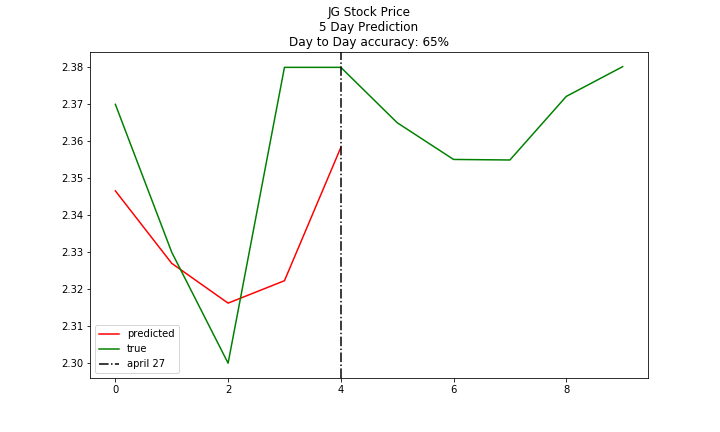 JG Stock Price
5 Day Prediction
Day to Day accuracy: 65%
2.38
2.37
2.36
2.35
2.34
2.33
2.32
2.31
2.30
predicted
true
april 27
0 2 4 6 8